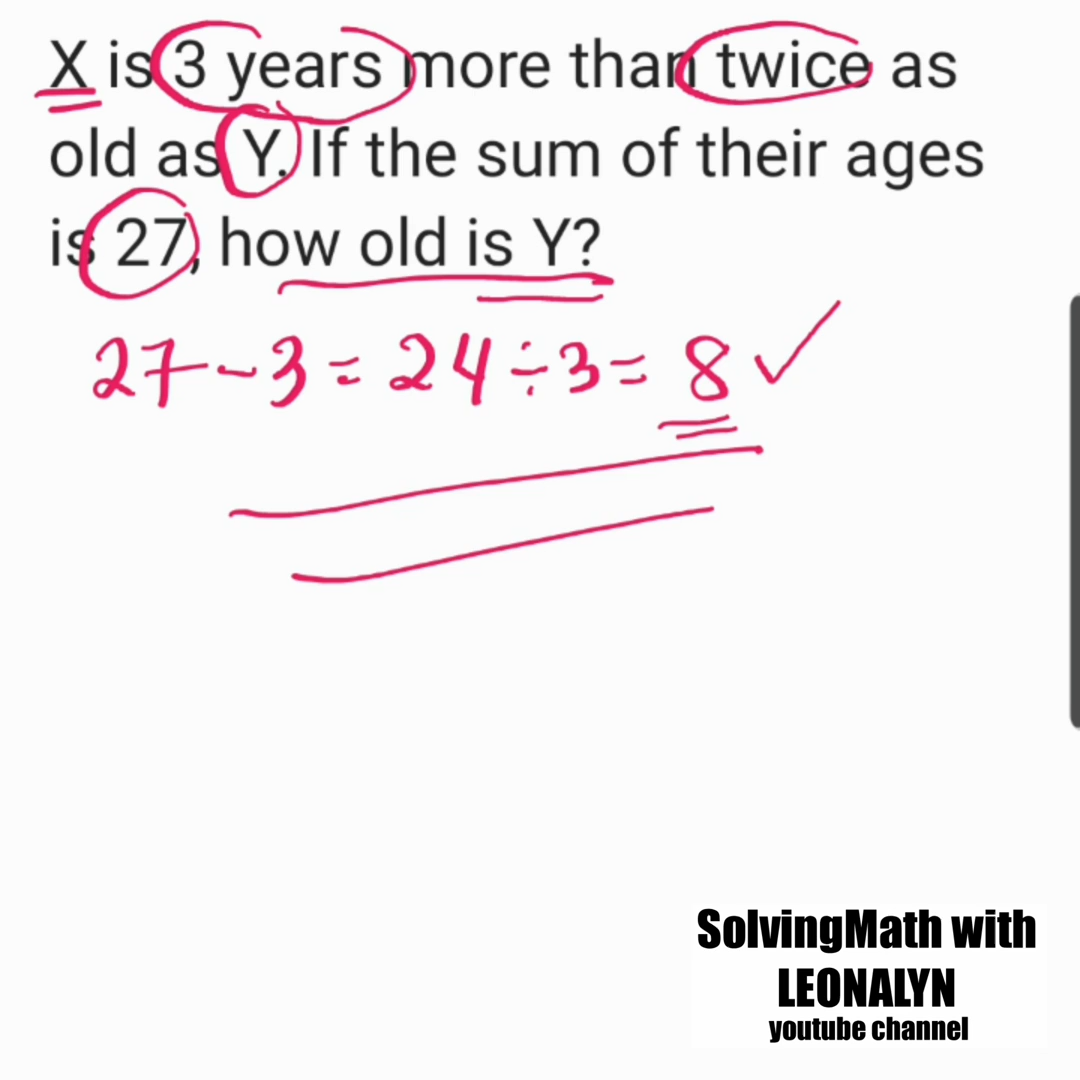 X is 3 years more than twice as
old as Y. If the sum of their ages
is 27, how old is Y?
27 - 3 = 24 ÷ 3 = 8 ✓
SolvingMath with
LEONALYN
youtube channel